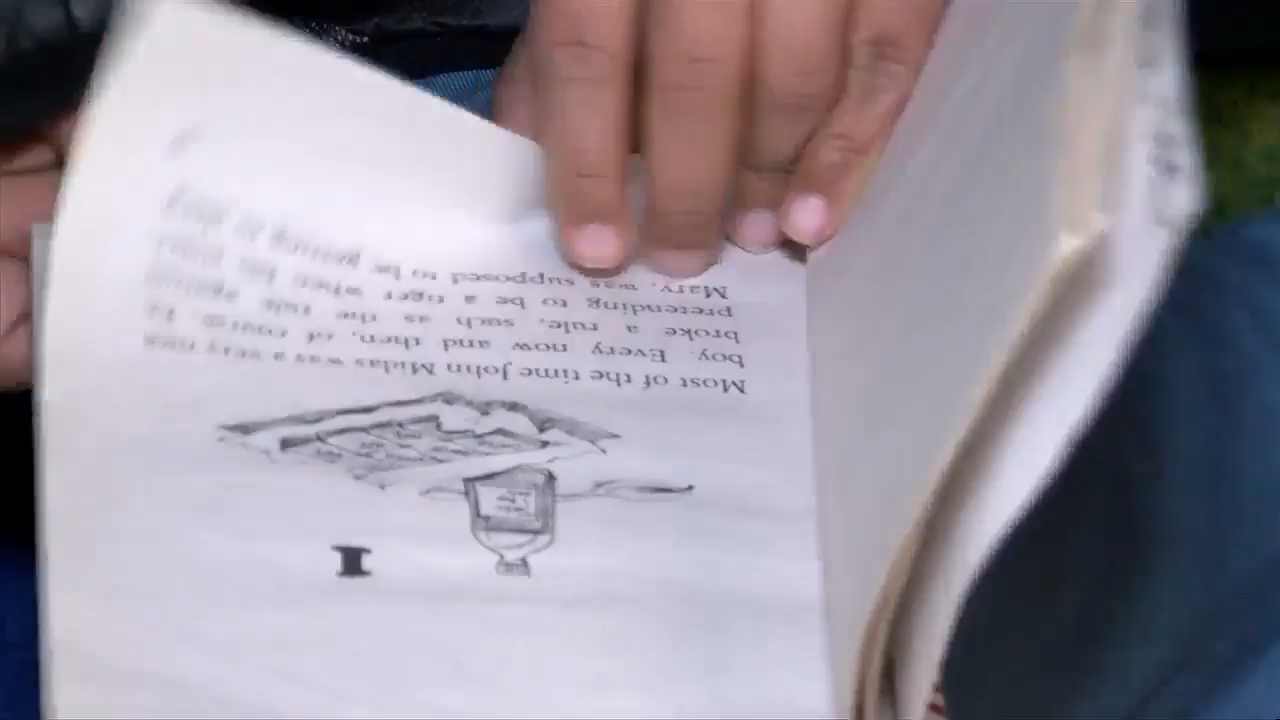 I
Most of the time John Midas was a very nice
boy. Every now and then, of course, he
broke a rule, such as the rule against
pretending to be a tiger when his sister
Mary, was supposed to be getting to sleep